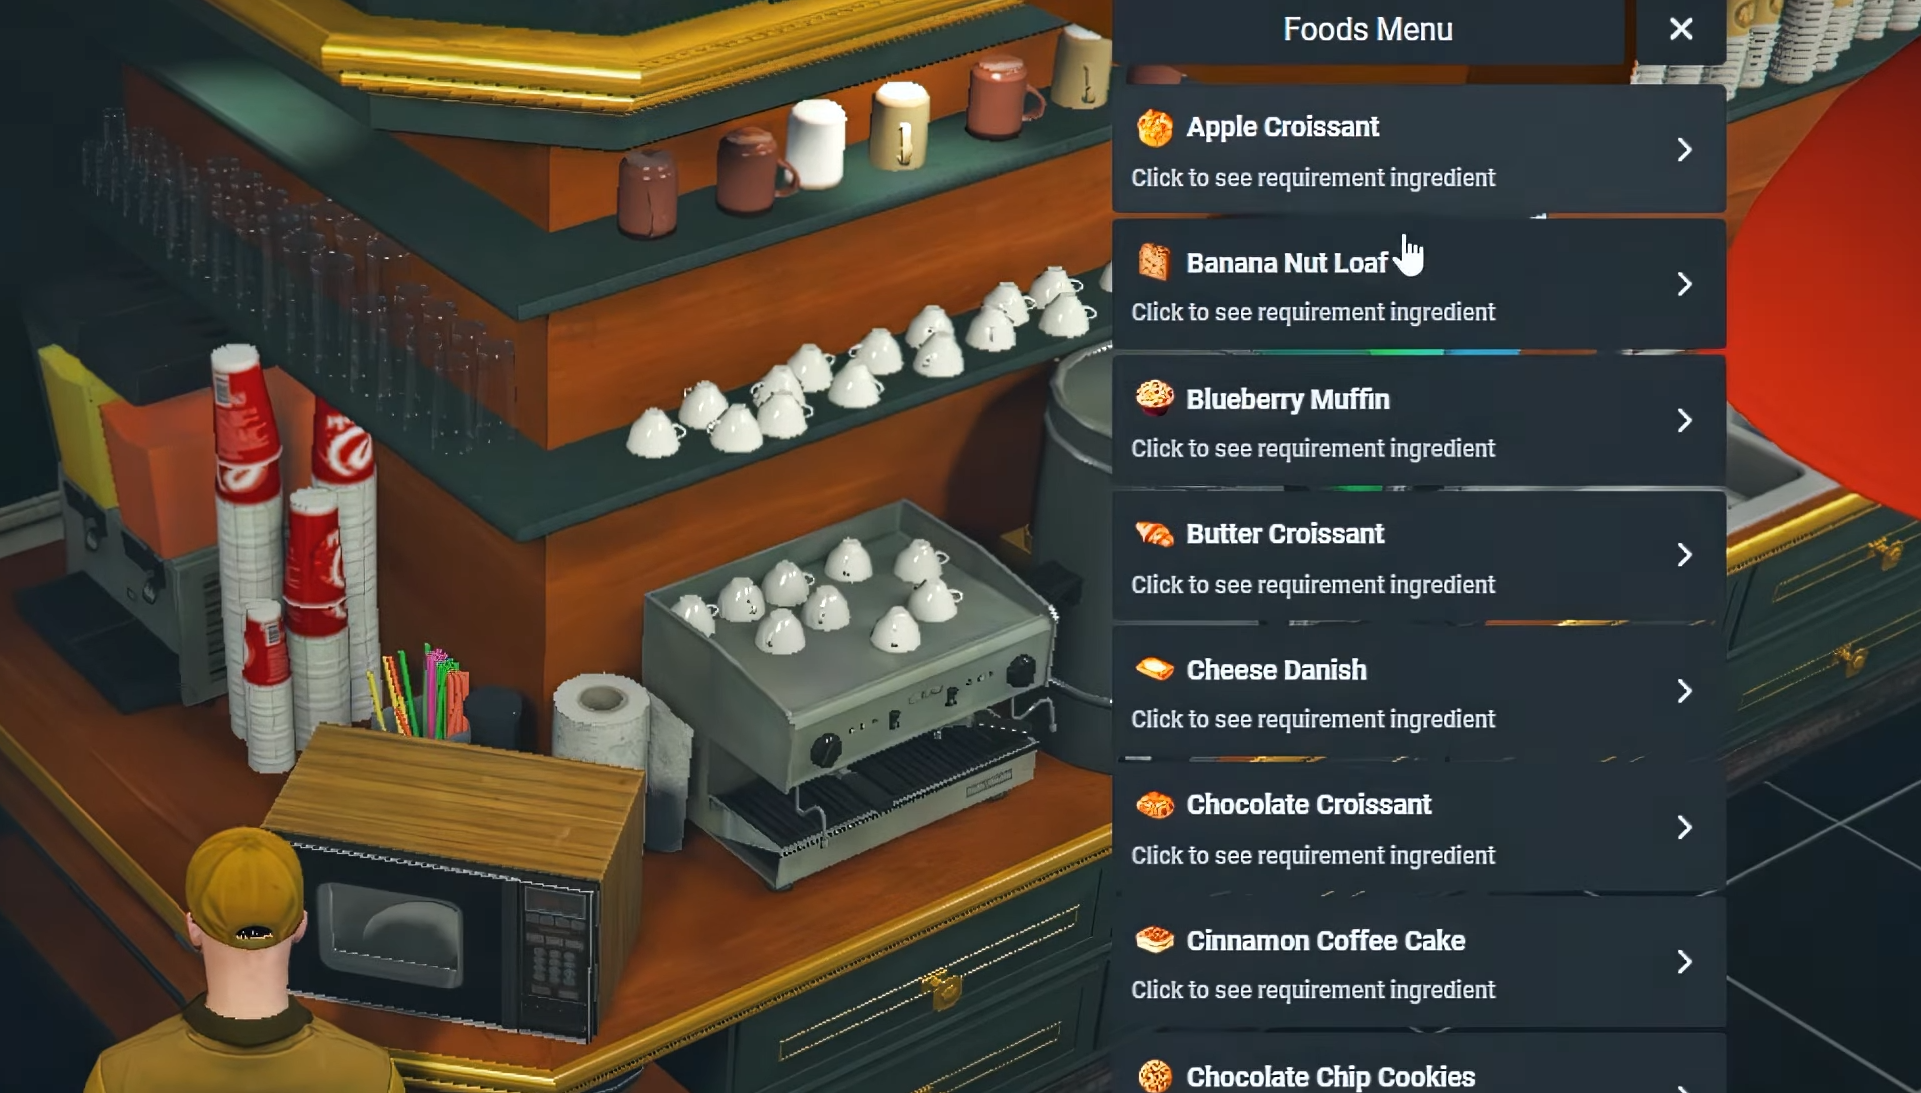 Foods Menu
Apple Croissant
Click to see requirement ingredient
Banana Nut Loaf
Click to see requirement ingredient
Blueberry Muffin
Click to see requirement ingredient
Butter Croissant
Click to see requirement ingredient
Cheese Danish
Click to see requirement ingredient
Chocolate Croissant
Click to see requirement ingredient
Cinnamon Coffee Cake
Click to see requirement ingredient
Chocolate Chip Cookies